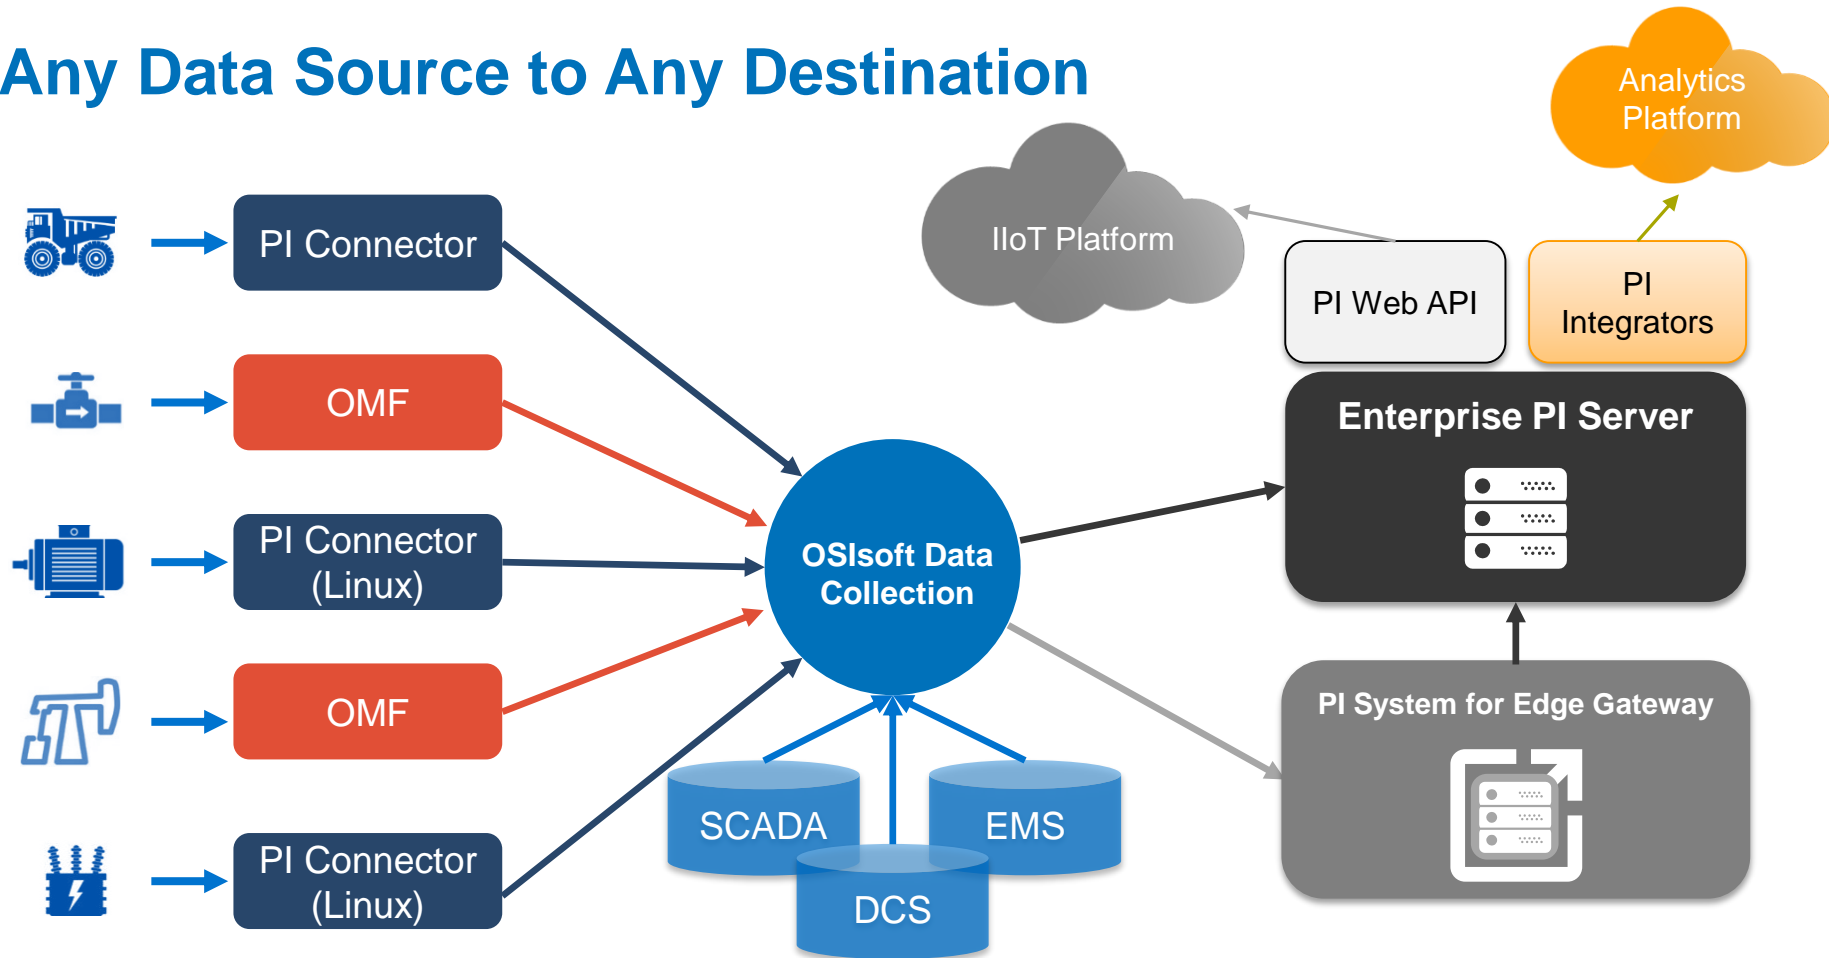 Any Data Source to Any Destination
Analytics
Platform
IIoT Platform
PI Connector
PI Web API
PI
Integrators
OMF
Enterprise PI Server
PI Connector
(Linux)
OSIsoft Data
Collection
OMF
PI System for Edge Gateway
SCADA
EMS
PI Connector
(Linux)
DCS